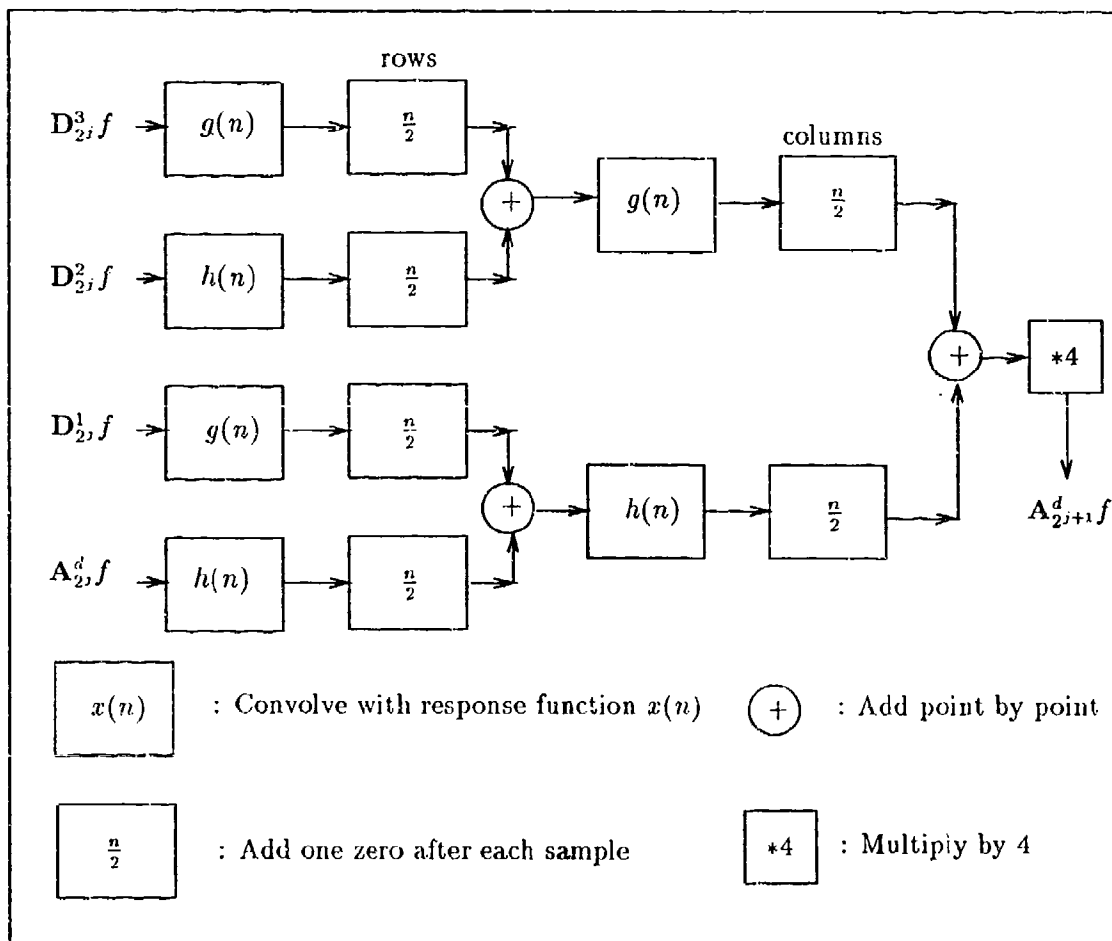 rows
D³₂ʲf g(n) n/2
columns
+ g(n) n/2
D²₂ʲf h(n) n/2
+ *4
D¹₂ʲf g(n) n/2
+ h(n) n/2 Aᵈ₂ʲ⁺¹f
Aᵈ₂ʲf h(n) n/2
x(n) : Convolve with response function x(n) + : Add point by point
n/2 : Add one zero after each sample *4 : Multiply by 4